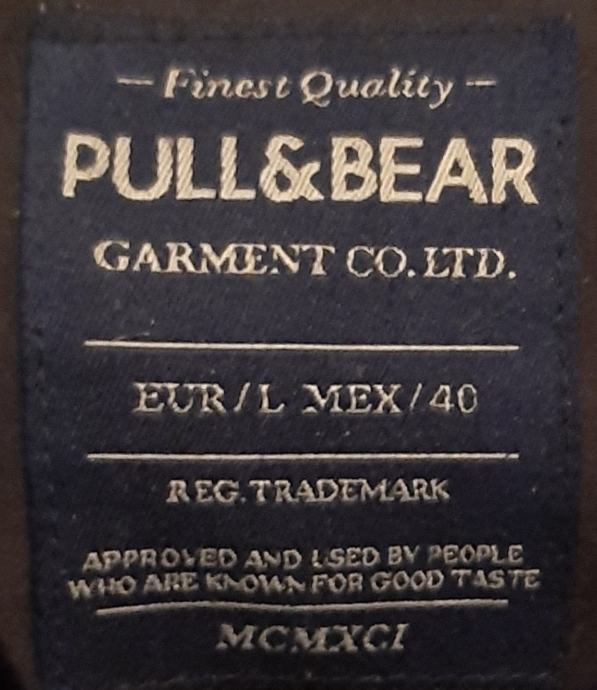 — Finest Quality —
PULL&BEAR
GARMENT CO. LTD.
EUR/L MEX/40
REG. TRADEMARK
APPROVED AND USED BY PEOPLE
WHO ARE KNOWN FOR GOOD TASTE
MCMXCI